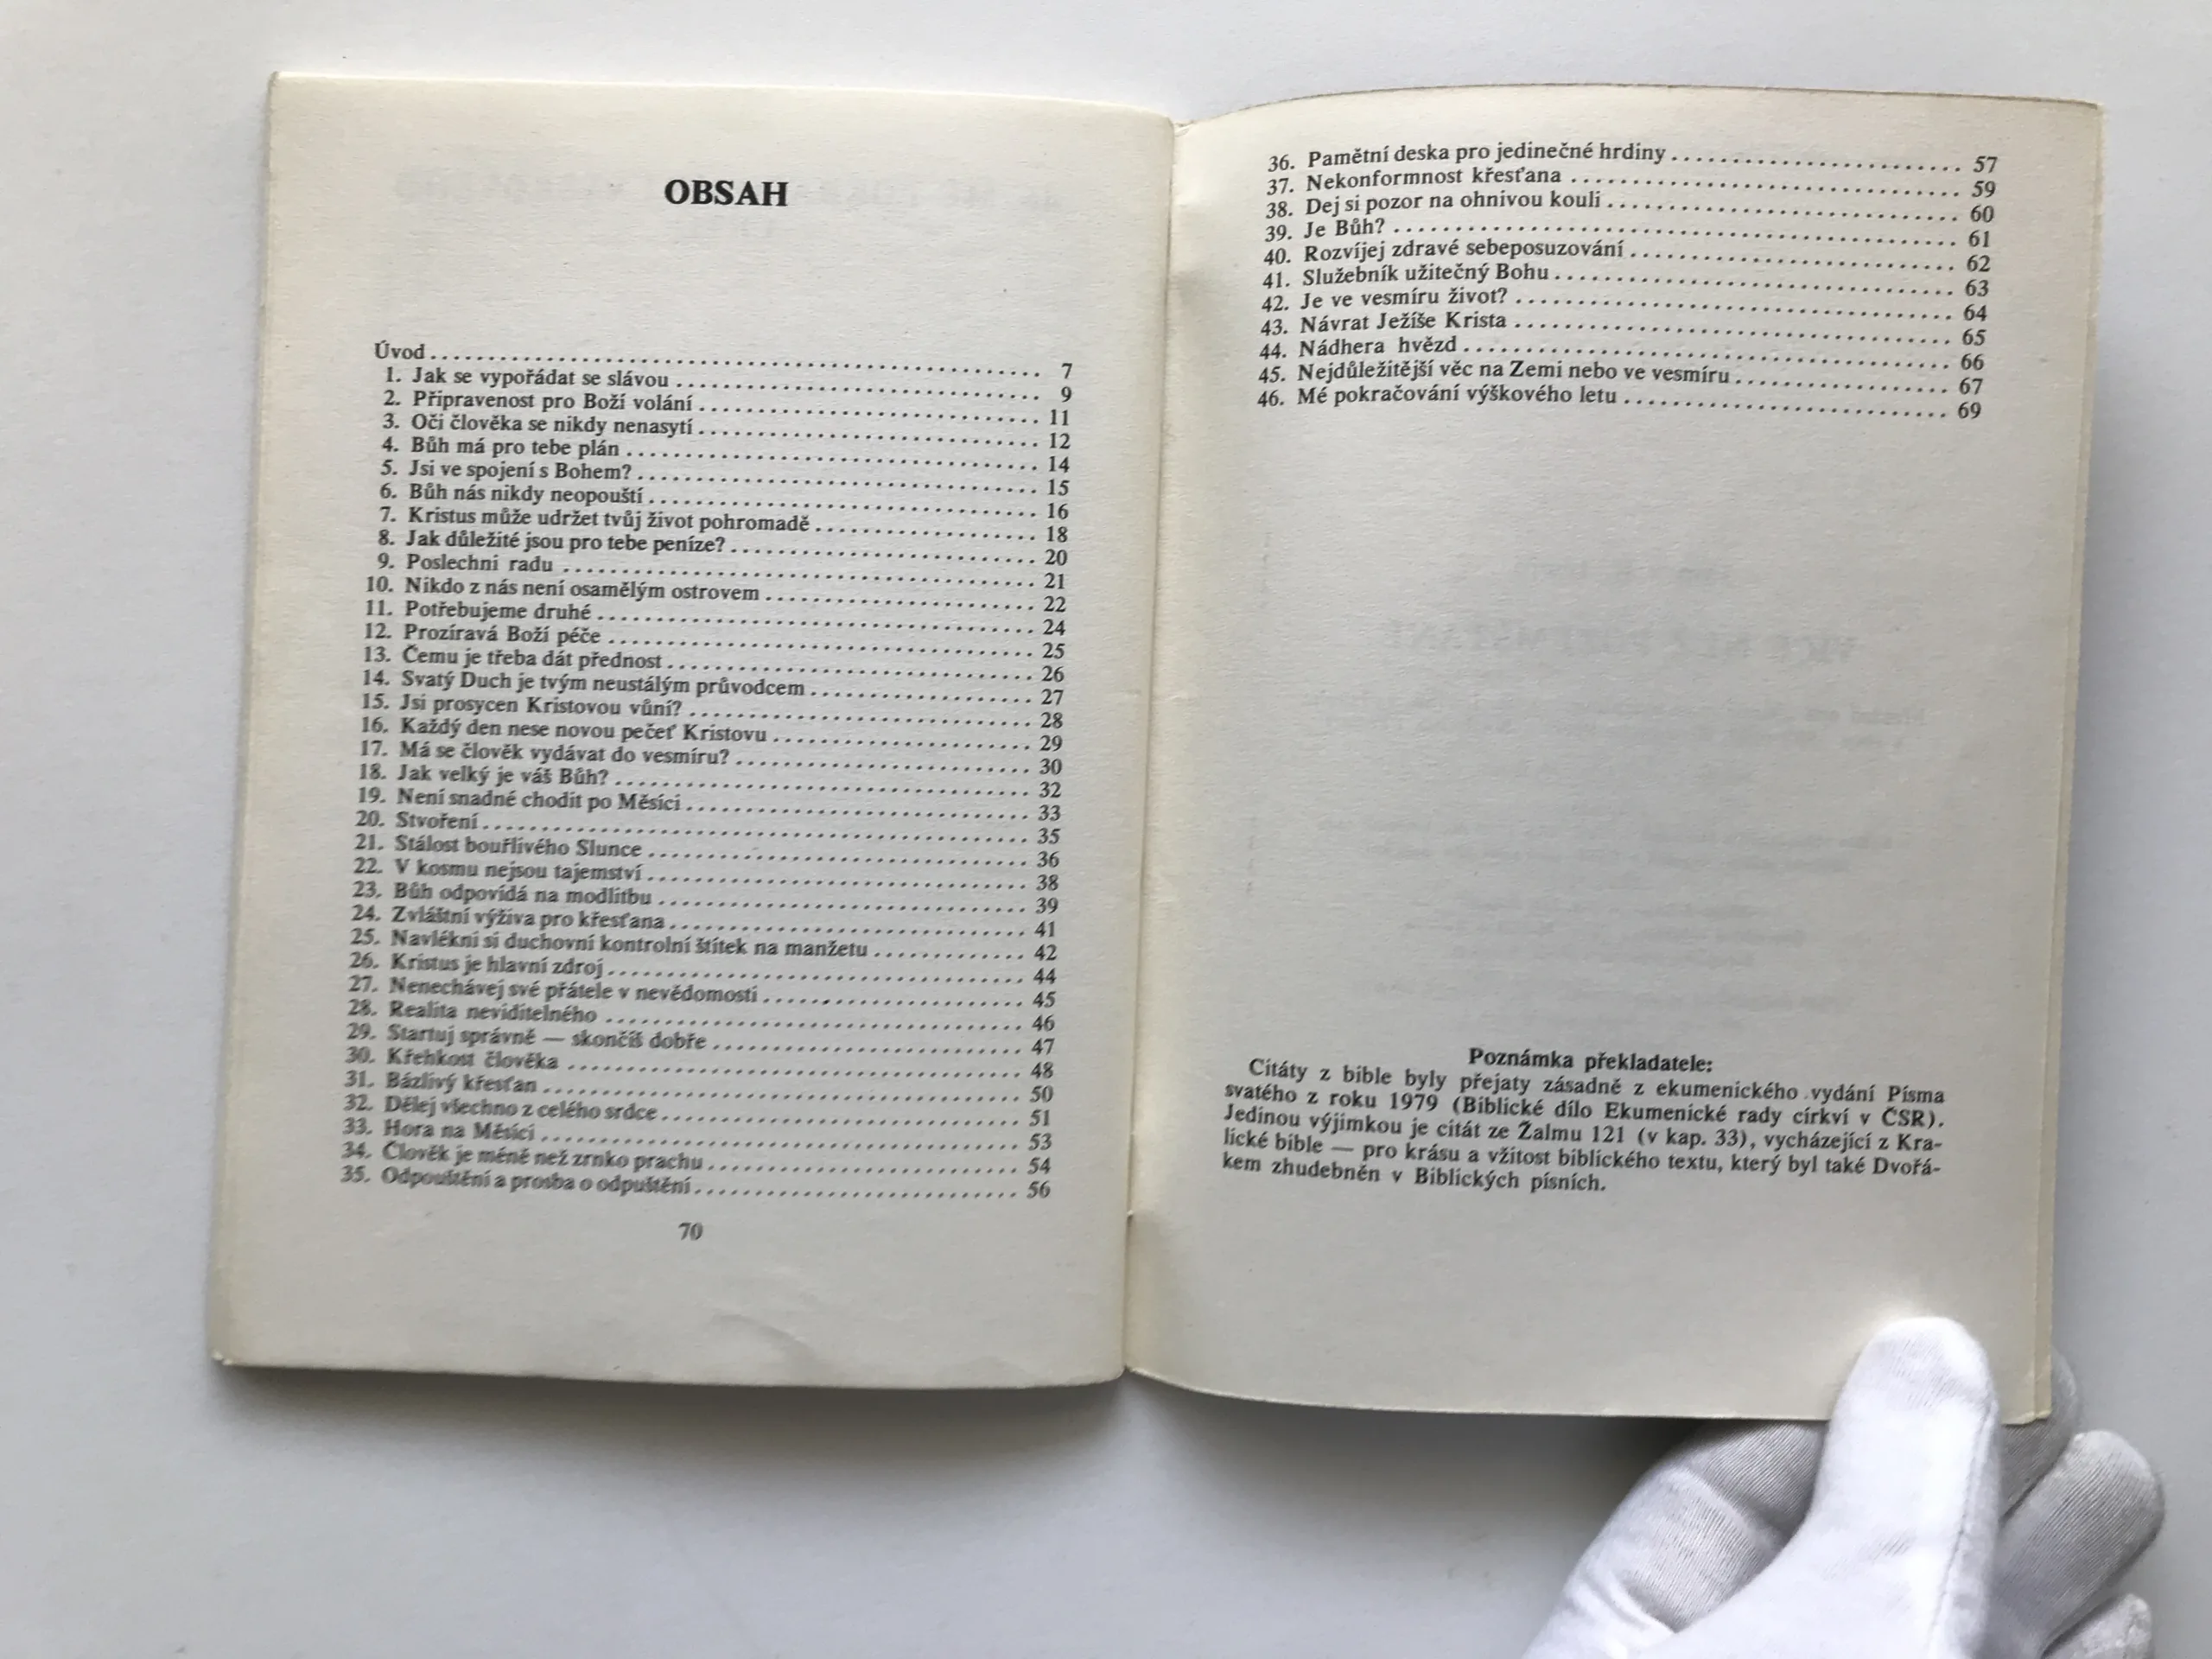 OBSAH
Úvod ........ 7
1. Jak se vypořádat se slávou ........ 9
2. Připravenost pro Boží volání ........ 11
3. Oči člověka se nikdy nenasytí ........ 12
4. Bůh má pro tebe plán ........ 14
5. Jsi ve spojení s Bohem? ........ 15
6. Bůh nás nikdy neopouští ........ 16
7. Kristus může udržet tvůj život pohromadě ........ 18
8. Jak důležité jsou pro tebe peníze? ........ 20
9. Poslechni radu ........ 21
10. Nikdo z nás není osamělým ostrovem ........ 22
11. Potřebujeme druhé ........ 24
12. Prozíravá Boží péče ........ 25
13. Čemu je třeba dát přednost ........ 26
14. Svatý Duch je tvým neustálým průvodcem ........ 27
15. Jsi prosycen Kristovou vůní? ........ 28
16. Každý den nese novou pečeť Kristovu ........ 29
17. Má se člověk vydávat do vesmíru? ........ 30
18. Jak velký je váš Bůh? ........ 32
19. Není snadné chodit po Měsíci ........ 33
20. Stvoření ........ 35
21. Stálost bouřlivého Slunce ........ 36
22. V kosmu nejsou tajemství ........ 38
23. Bůh odpovídá na modlitbu ........ 39
24. Zvláštní výživa pro křesťana ........ 41
25. Navlékni si duchovní kontrolní štítek na manžetu ........ 42
26. Kristus je hlavní zdroj ........ 44
27. Nenechávej své přátele v nevědomosti ........ 45
28. Realita neviditelného ........ 46
29. Startuj správně — skončíš dobře ........ 47
30. Křehkost člověka ........ 48
31. Bázlivý křesťan ........ 50
32. Dělej všechno z celého srdce ........ 51
33. Hora na Měsíci ........ 53
34. Člověk je méně než zrnko prachu ........ 54
35. Odpouštění a prosba o odpuštění ........ 56
70
36. Pamětní deska pro jedinečné hrdiny ........ 57
37. Nekonformnost křesťana ........ 59
38. Dej si pozor na ohnivou kouli ........ 60
39. Je Bůh? ........ 61
40. Rozvíjej zdravé sebeposuzování ........ 62
41. Služebník užitečný Bohu ........ 63
42. Je ve vesmíru život? ........ 64
43. Návrat Ježíše Krista ........ 65
44. Nádhera hvězd ........ 66
45. Nejdůležitější věc na Zemi nebo ve vesmíru ........ 67
46. Mé pokračování výškového letu ........ 69
Poznámka překladatele:
Citáty z bible byly přejaty zásadně z ekumenického vydání Písma
svatého z roku 1979 (Biblické dílo Ekumenické rady církví v ČSR).
Jedinou výjimkou je citát ze Žalmu 121 (v kap. 33), vycházející z Kra-
lické bible — pro krásu a vžitost biblického textu, který byl také Dvořá-
kem zhudebněn v Biblických písních.